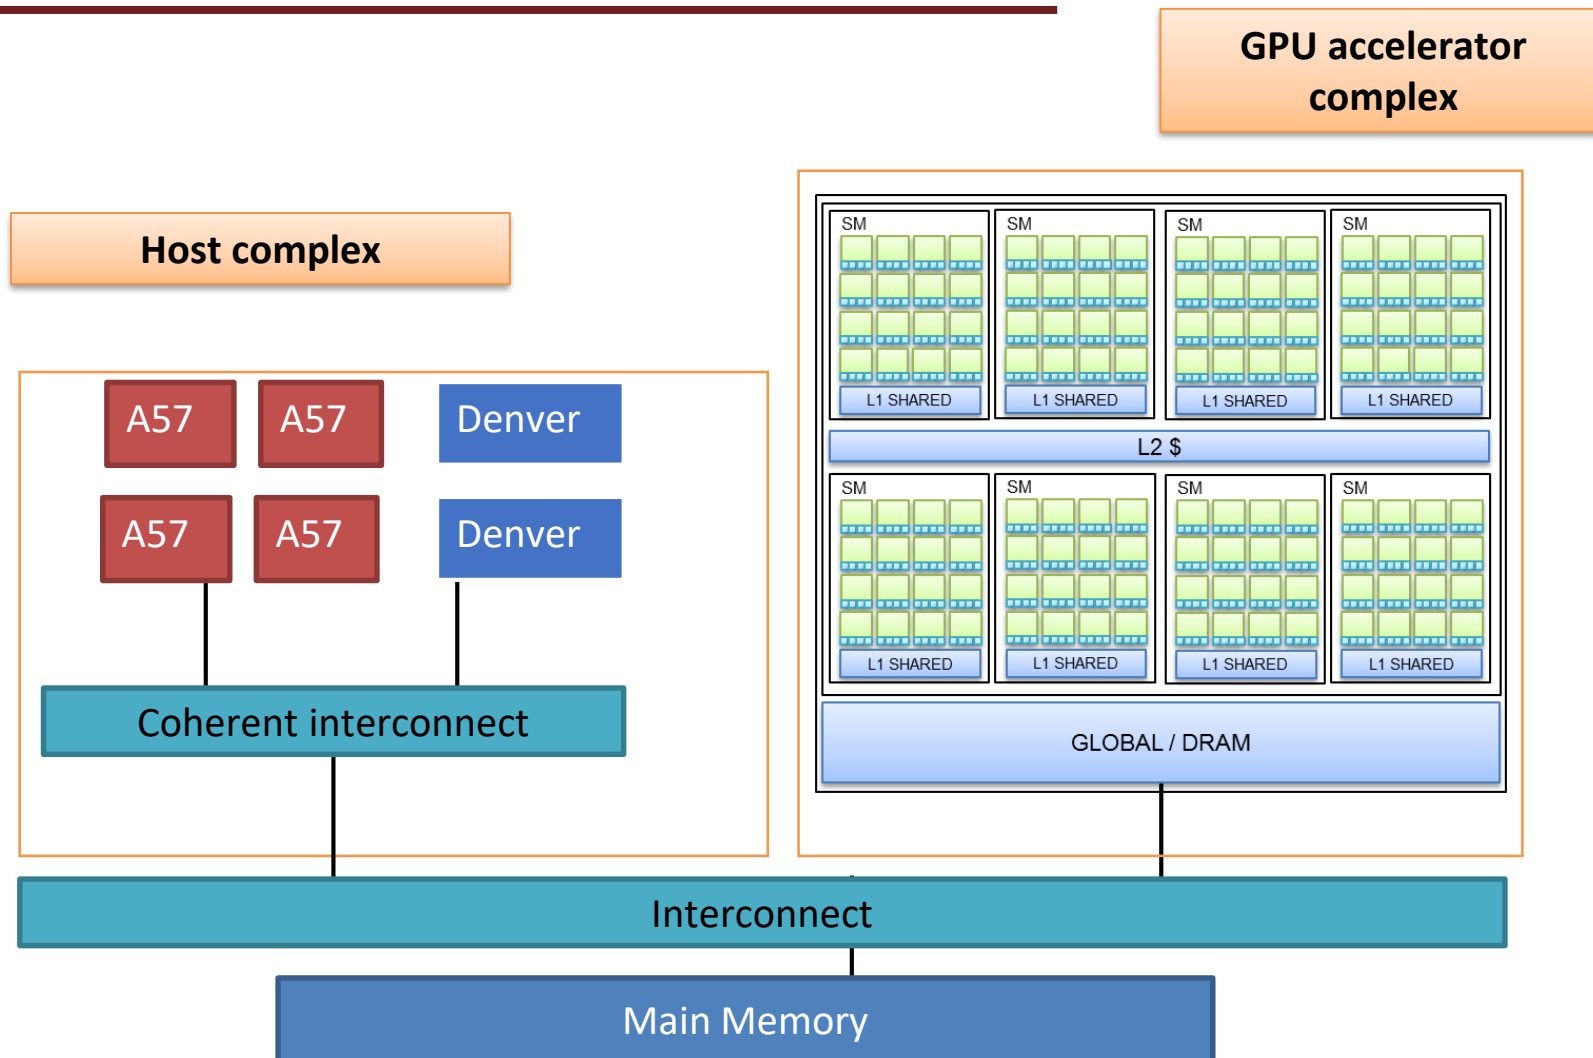 GPU accelerator
complex
Host complex
A57 A57 Denver
A57 A57 Denver
Coherent interconnect
SM SM SM SM
L1 SHARED L1 SHARED L1 SHARED L1 SHARED
L2 $
SM SM SM SM
L1 SHARED L1 SHARED L1 SHARED L1 SHARED
GLOBAL / DRAM
Interconnect
Main Memory